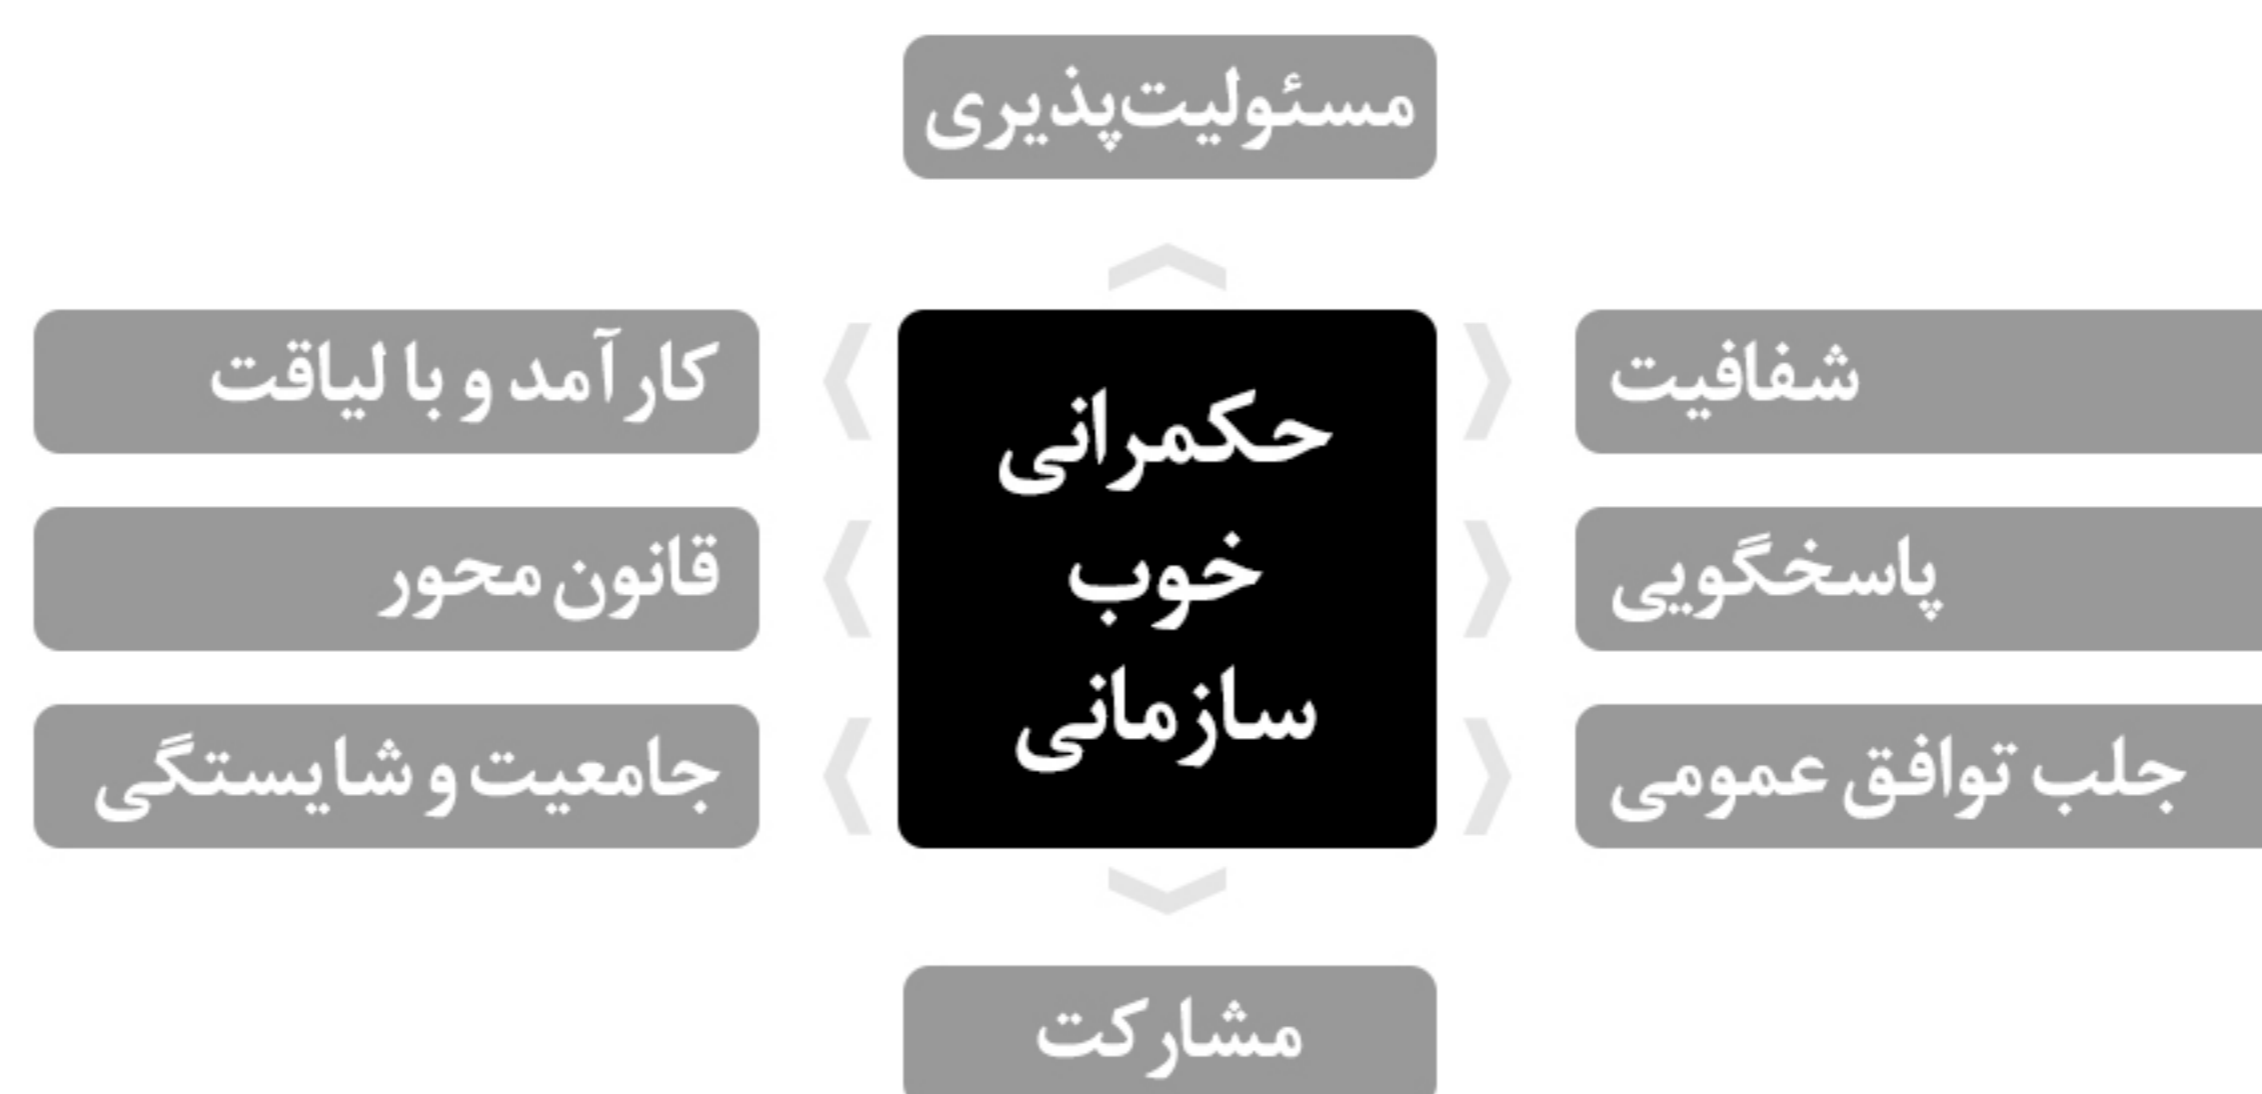 مسئولیت‌پذیری
شفافیت
پاسخگویی
جلب توافق عمومی
حکمرانی
خوب
سازمانی
کارآمد و با لیاقت
قانون محور
جامعیت و شایستگی
مشارکت